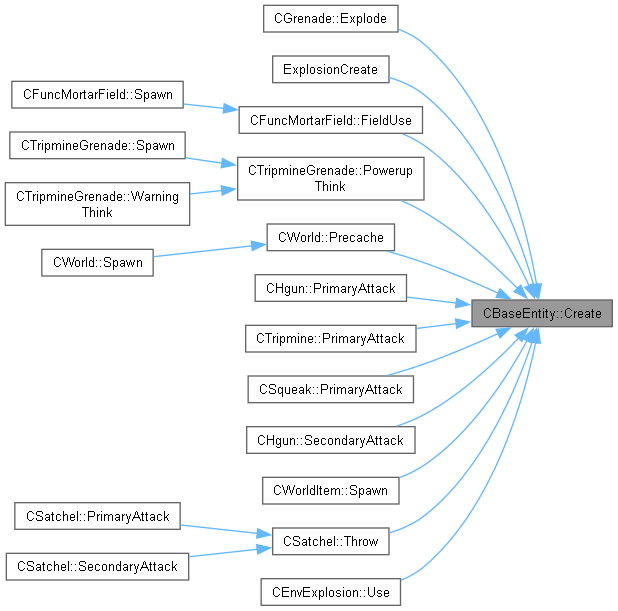 CGrenade::Explode
ExplosionCreate
CFuncMortarField::Spawn
CFuncMortarField::FieldUse
CTripmineGrenade::Spawn
CTripmineGrenade::Powerup
Think
CTripmineGrenade::Warning
Think
CWorld::Precache
CWorld::Spawn
CHgun::PrimaryAttack
CBaseEntity::Create
CTripmine::PrimaryAttack
CSqueak::PrimaryAttack
CHgun::SecondaryAttack
CWorldItem::Spawn
CSatchel::PrimaryAttack
CSatchel::Throw
CSatchel::SecondaryAttack
CEnvExplosion::Use